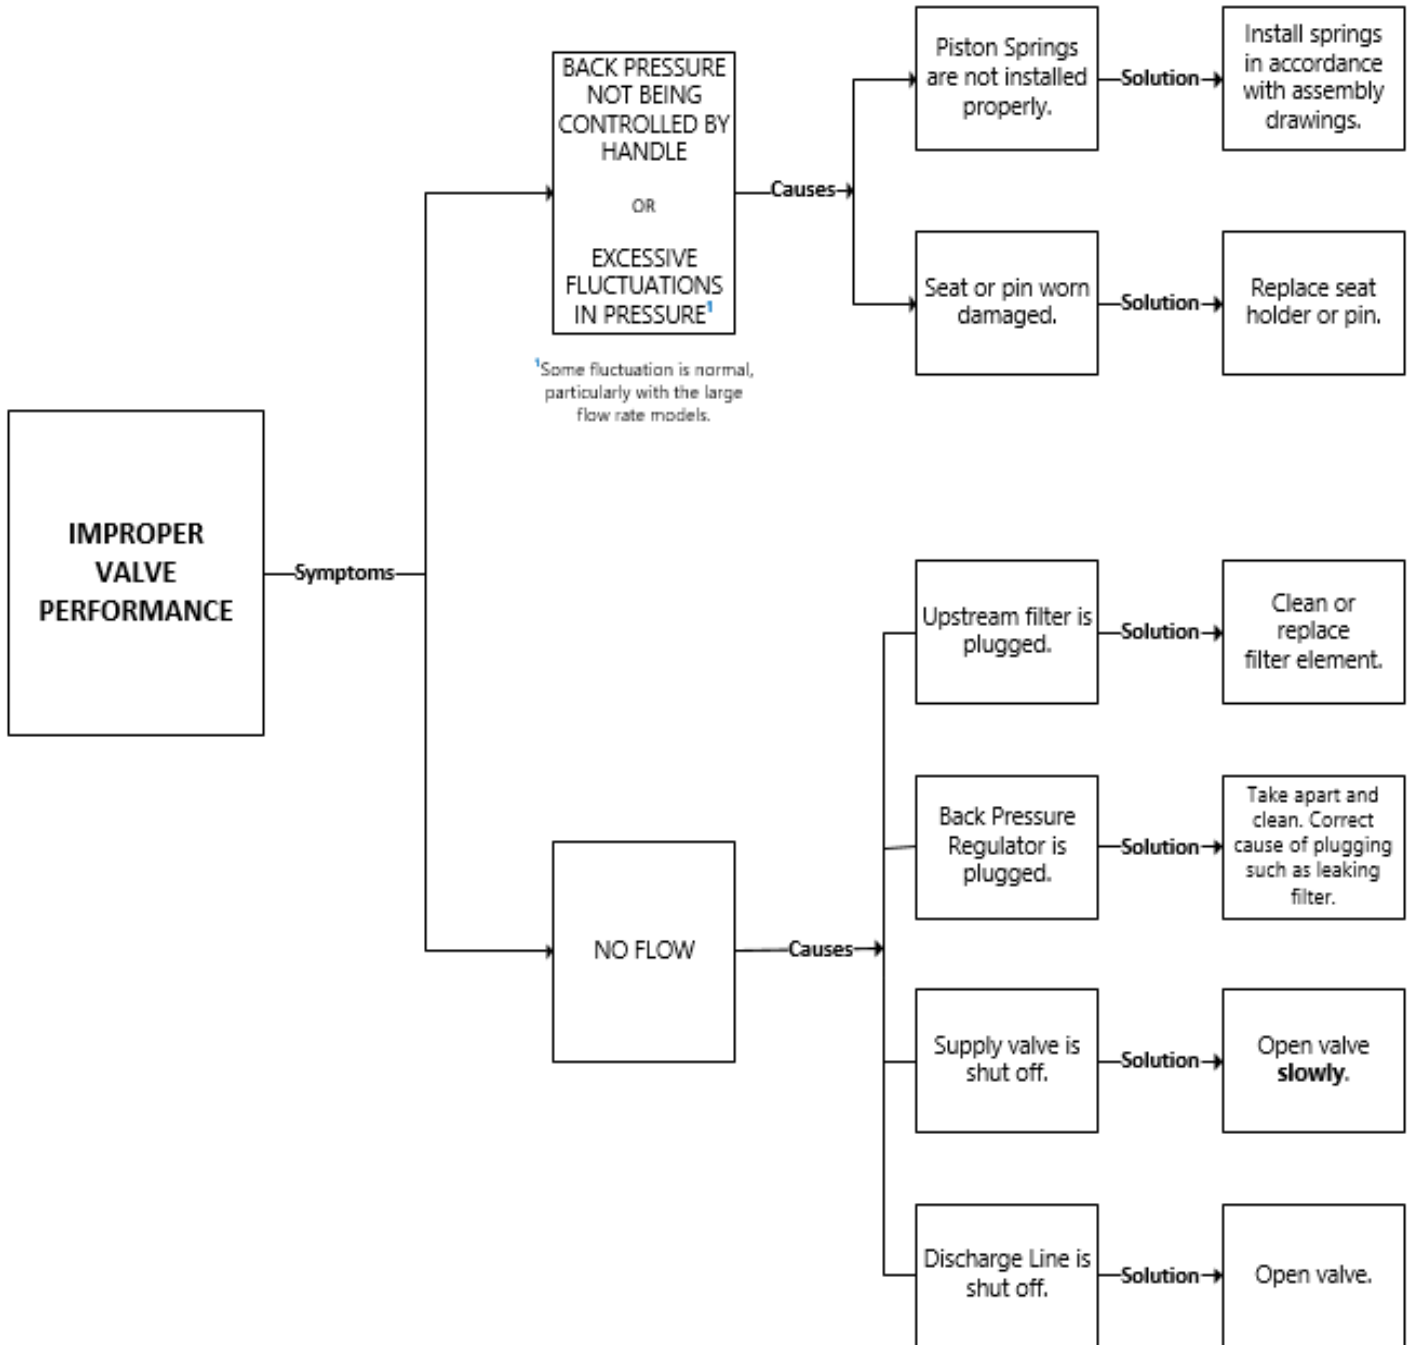 IMPROPER
VALVE
PERFORMANCE
Symptoms
BACK PRESSURE
NOT BEING
CONTROLLED BY
HANDLE
OR
EXCESSIVE
FLUCTUATIONS
IN PRESSURE¹
¹Some fluctuation is normal,
particularly with the large
flow rate models.
Causes
Piston Springs
are not installed
properly.
Solution
Install springs
in accordance
with assembly
drawings.
Seat or pin worn
damaged.
Solution
Replace seat
holder or pin.
NO FLOW
Causes
Upstream filter is
plugged.
Solution
Clean or
replace
filter element.
Back Pressure
Regulator is
plugged.
Solution
Take apart and
clean. Correct
cause of plugging
such as leaking
filter.
Supply valve is
shut off.
Solution
Open valve
slowly.
Discharge Line is
shut off.
Solution
Open valve.